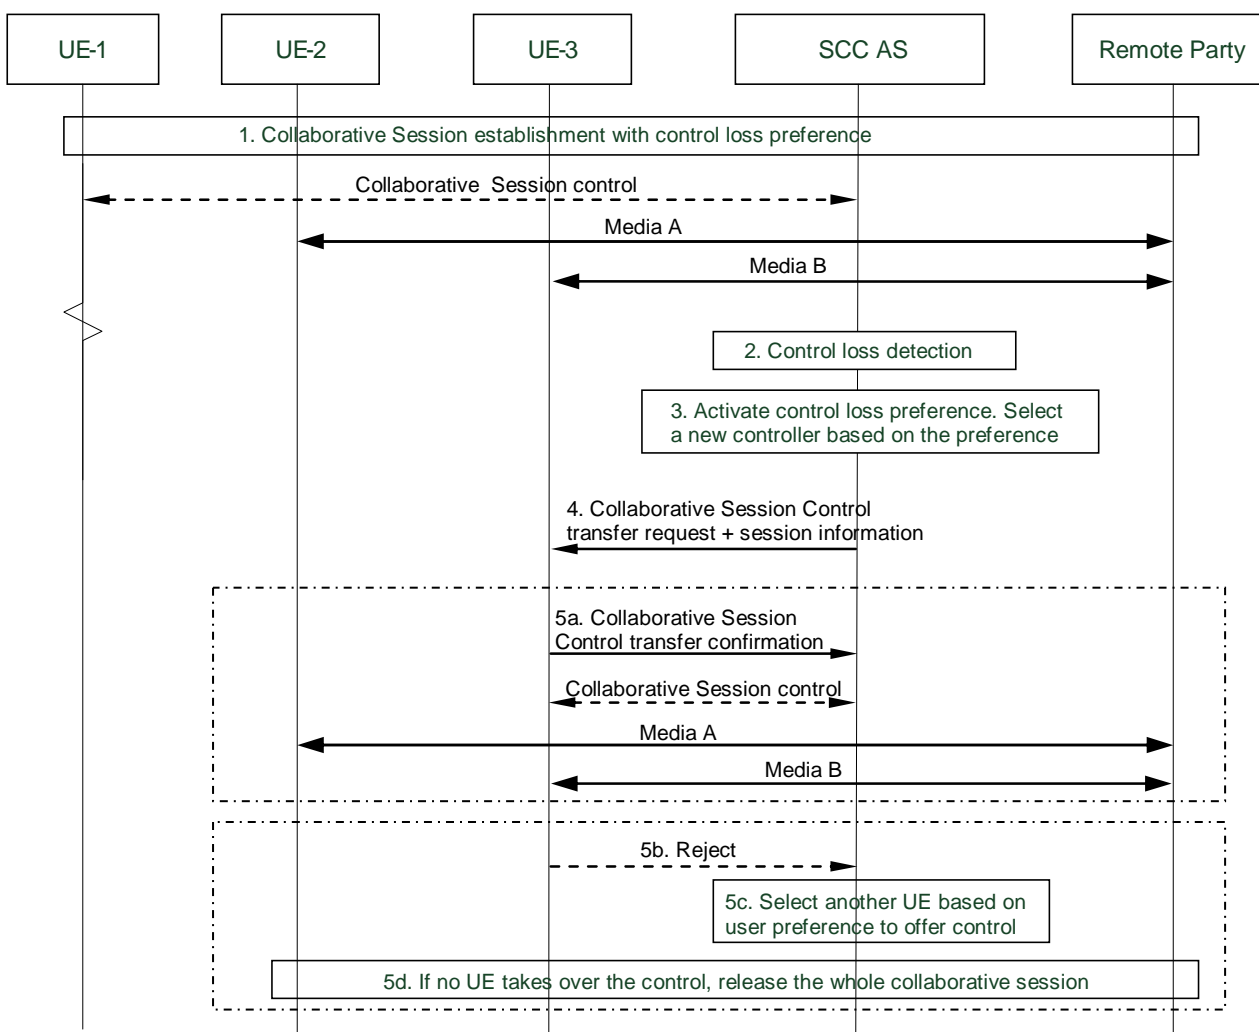 UE-1
UE-2
UE-3
SCC AS
Remote Party
1. Collaborative Session establishment with control loss preference
Collaborative Session control
Media A
Media B
2. Control loss detection
3. Activate control loss preference. Select
a new controller based on the preference
4. Collaborative Session Control
transfer request + session information
5a. Collaborative Session
Control transfer confirmation
Collaborative Session control
Media A
Media B
5b. Reject
5c. Select another UE based on
user preference to offer control
5d. If no UE takes over the control, release the whole collaborative session